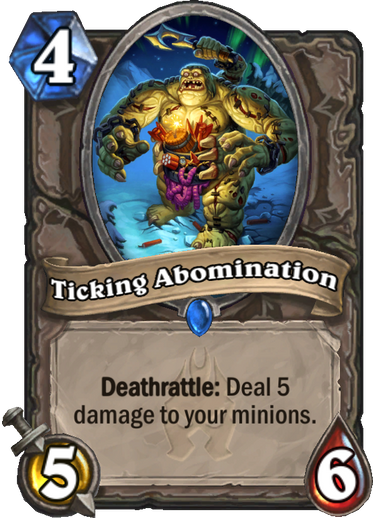 4
Ticking Abomination
Deathrattle: Deal 5
damage to your minions.
5
6